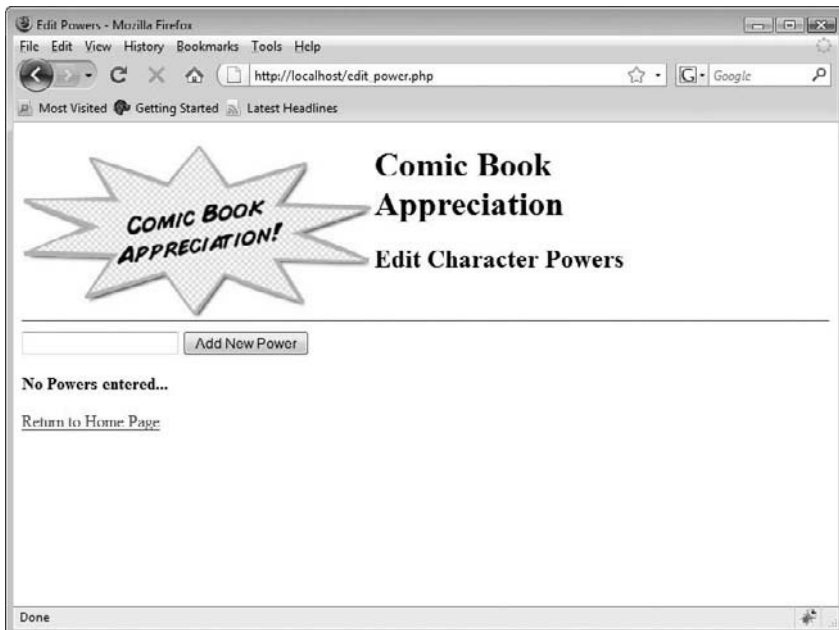 Edit Powers - Mozilla Firefox
File Edit View History Bookmarks Tools Help
http://localhost/edit_power.php
G Google
Most Visited Getting Started Latest Headlines
COMIC BOOK
APPRECIATION!
Comic Book
Appreciation
Edit Character Powers
Add New Power
No Powers entered...
Return to Home Page
Done